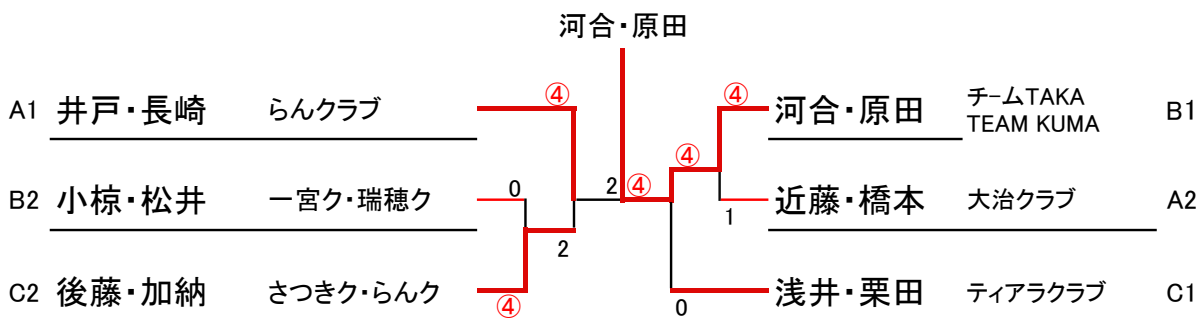 河合・原田
④
④
A1 井戸・長崎 らんクラブ
河合・原田 チームTAKA
TEAM KUMA B1
④
0
2
④
B2 小椋・松井 一宮ク・瑞穂ク
近藤・橋本 大治クラブ A2
1
2
④
0
C2 後藤・加納 さつきク・らんク
浅井・栗田 ティアラクラブ C1